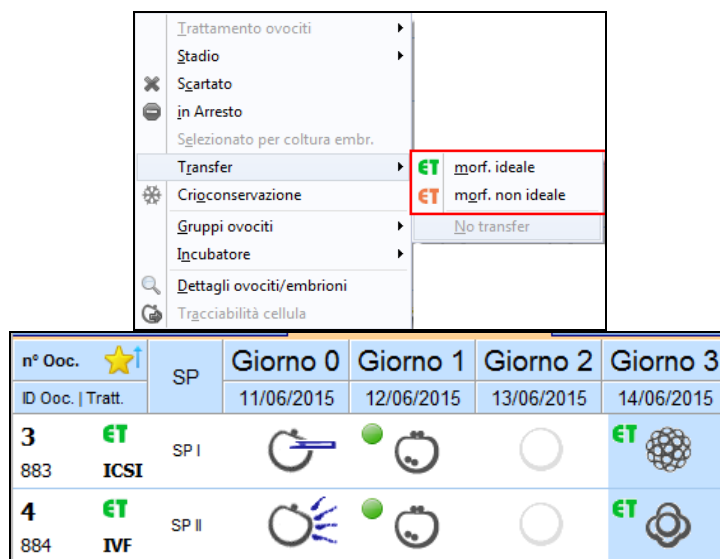 Trattamento ovociti
Stadio
Scartato
in Arresto
Selezionato per coltura embr.
Transfer
ET morf. ideale
ET morf. non ideale
No transfer
Crioconservazione
Gruppi ovociti
Incubatore
Dettagli ovociti/embrioni
Tracciabilità cellula
n° Ooc. SP Giorno 0 Giorno 1 Giorno 2 Giorno 3
ID Ooc. | Tratt. 11/06/2015 12/06/2015 13/06/2015 14/06/2015
3 ET SP I ET
883 ICSI
4 ET SP II ET
884 IVF